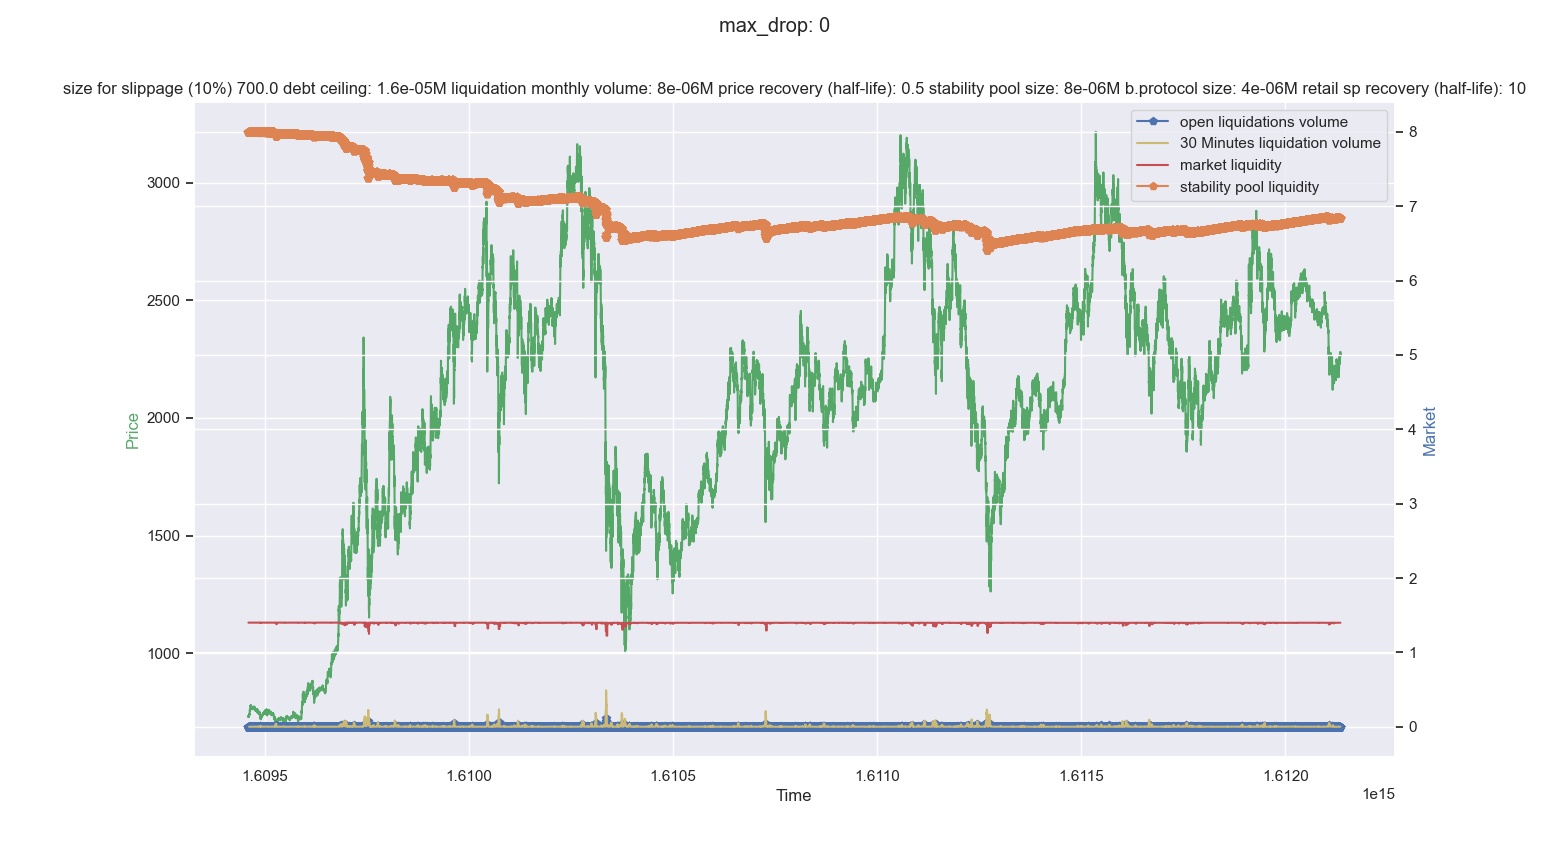 max_drop: 0
size for slippage (10%) 700.0 debt ceiling: 1.6e-05M liquidation monthly volume: 8e-06M price recovery (half-life): 0.5 stability pool size: 8e-06M b.protocol size: 4e-06M retail sp recovery (half-life): 10
open liquidations volume
30 Minutes liquidation volume
market liquidity
stability pool liquidity
3000
2500
2000
1500
1000
Price
8
7
6
5
4
3
2
1
0
Market
1.6095
1.6100
1.6105
1.6110
1.6115
1.6120
Time
1e15